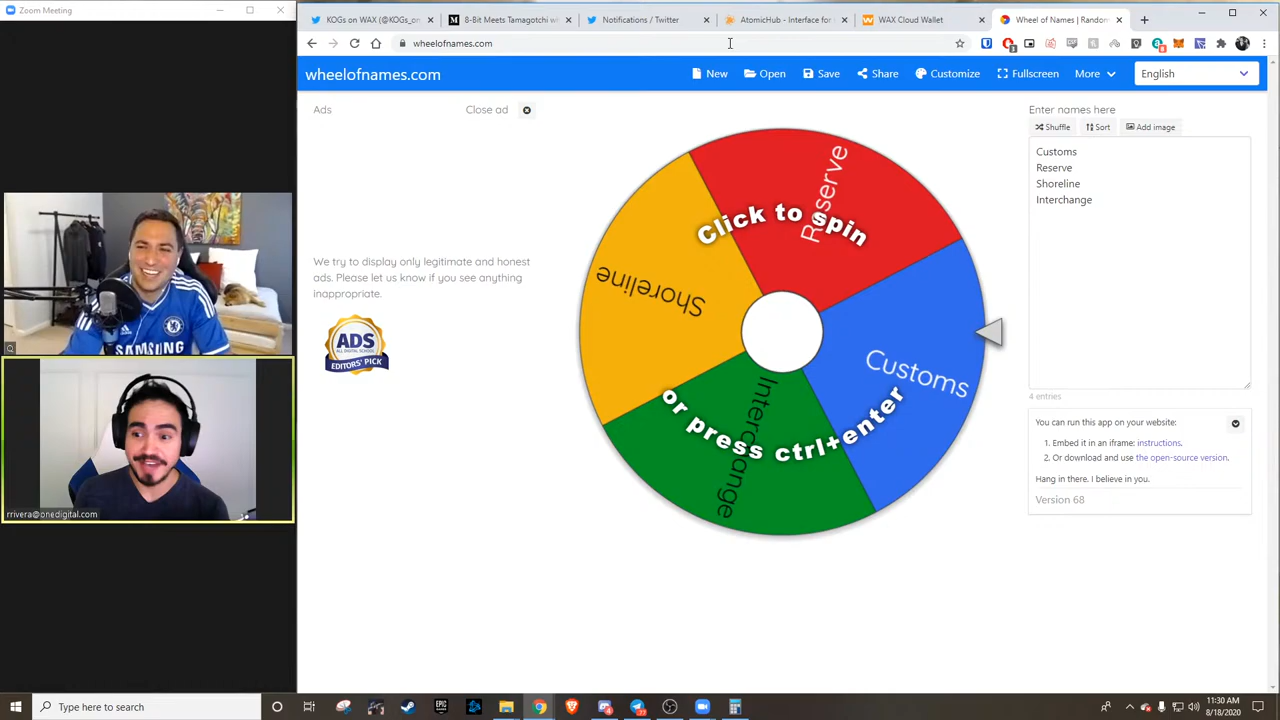 Zoom Meeting
KOGs on WAX (@KOGs_on
8-Bit Meets Tamagotchi wi
Notifications / Twitter
AtomicHub - Interface for
WAX Cloud Wallet
Wheel of Names | Random
wheelofnames.com
wheelofnames.com
New
Open
Save
Share
Customize
Fullscreen
More
English
Ads
Close ad
We try to display only legitimate and honest
ads. Please let us know if you see anything
inappropriate.
ADS
ALL DIGITAL SCHOOL
EDITORS' PICK
Reserve
Click to spin
Shoreline
Customs
Interchange
or press ctrl+enter
Enter names here
Shuffle
Sort
Add image
Customs
Reserve
Shoreline
Interchange
4 entries
You can run this app on your website:
1. Embed it in an iframe: instructions.
2. Or download and use the open-source version.
Hang in there. I believe in you.
Version 68
SAMSUNG
rrivera@onedigital.com
Type here to search
EPIC
11:30 AM
8/18/2020